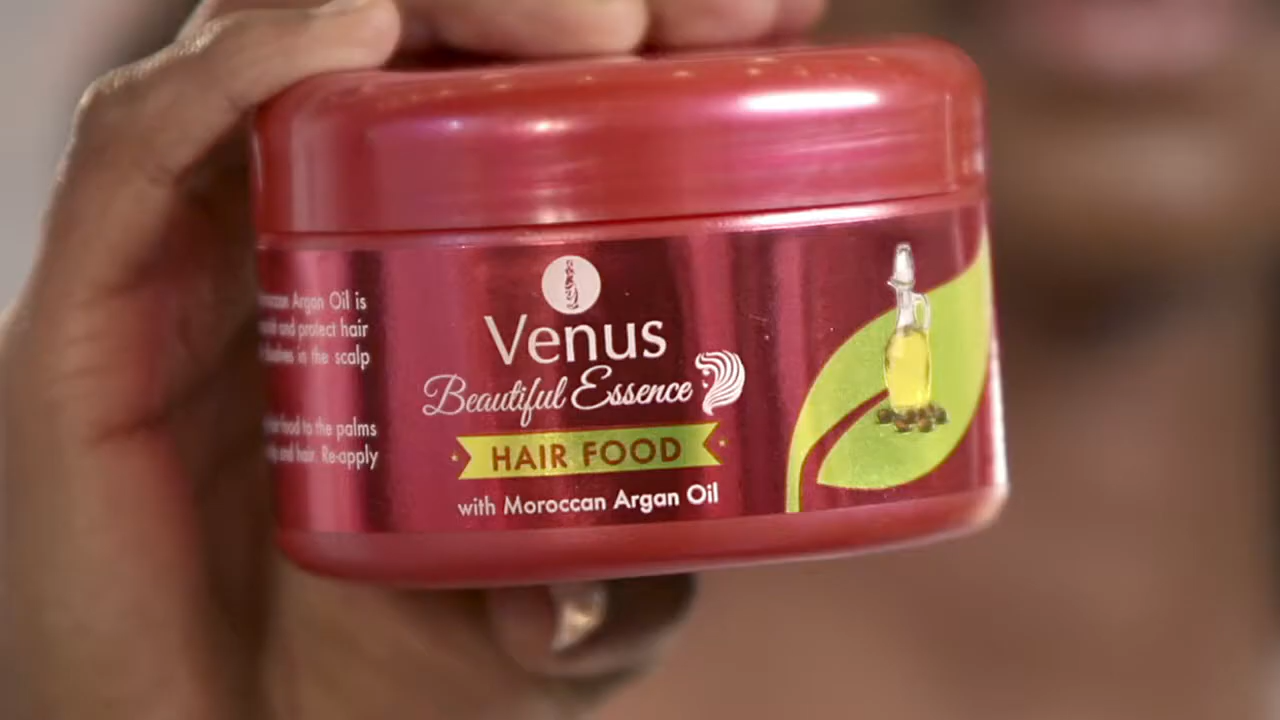 Argan Oil is
and protect hair
in the scalp
food to the palms
and hair. Re-apply
Venus
Beautiful Essence
HAIR FOOD
with Moroccan Argan Oil